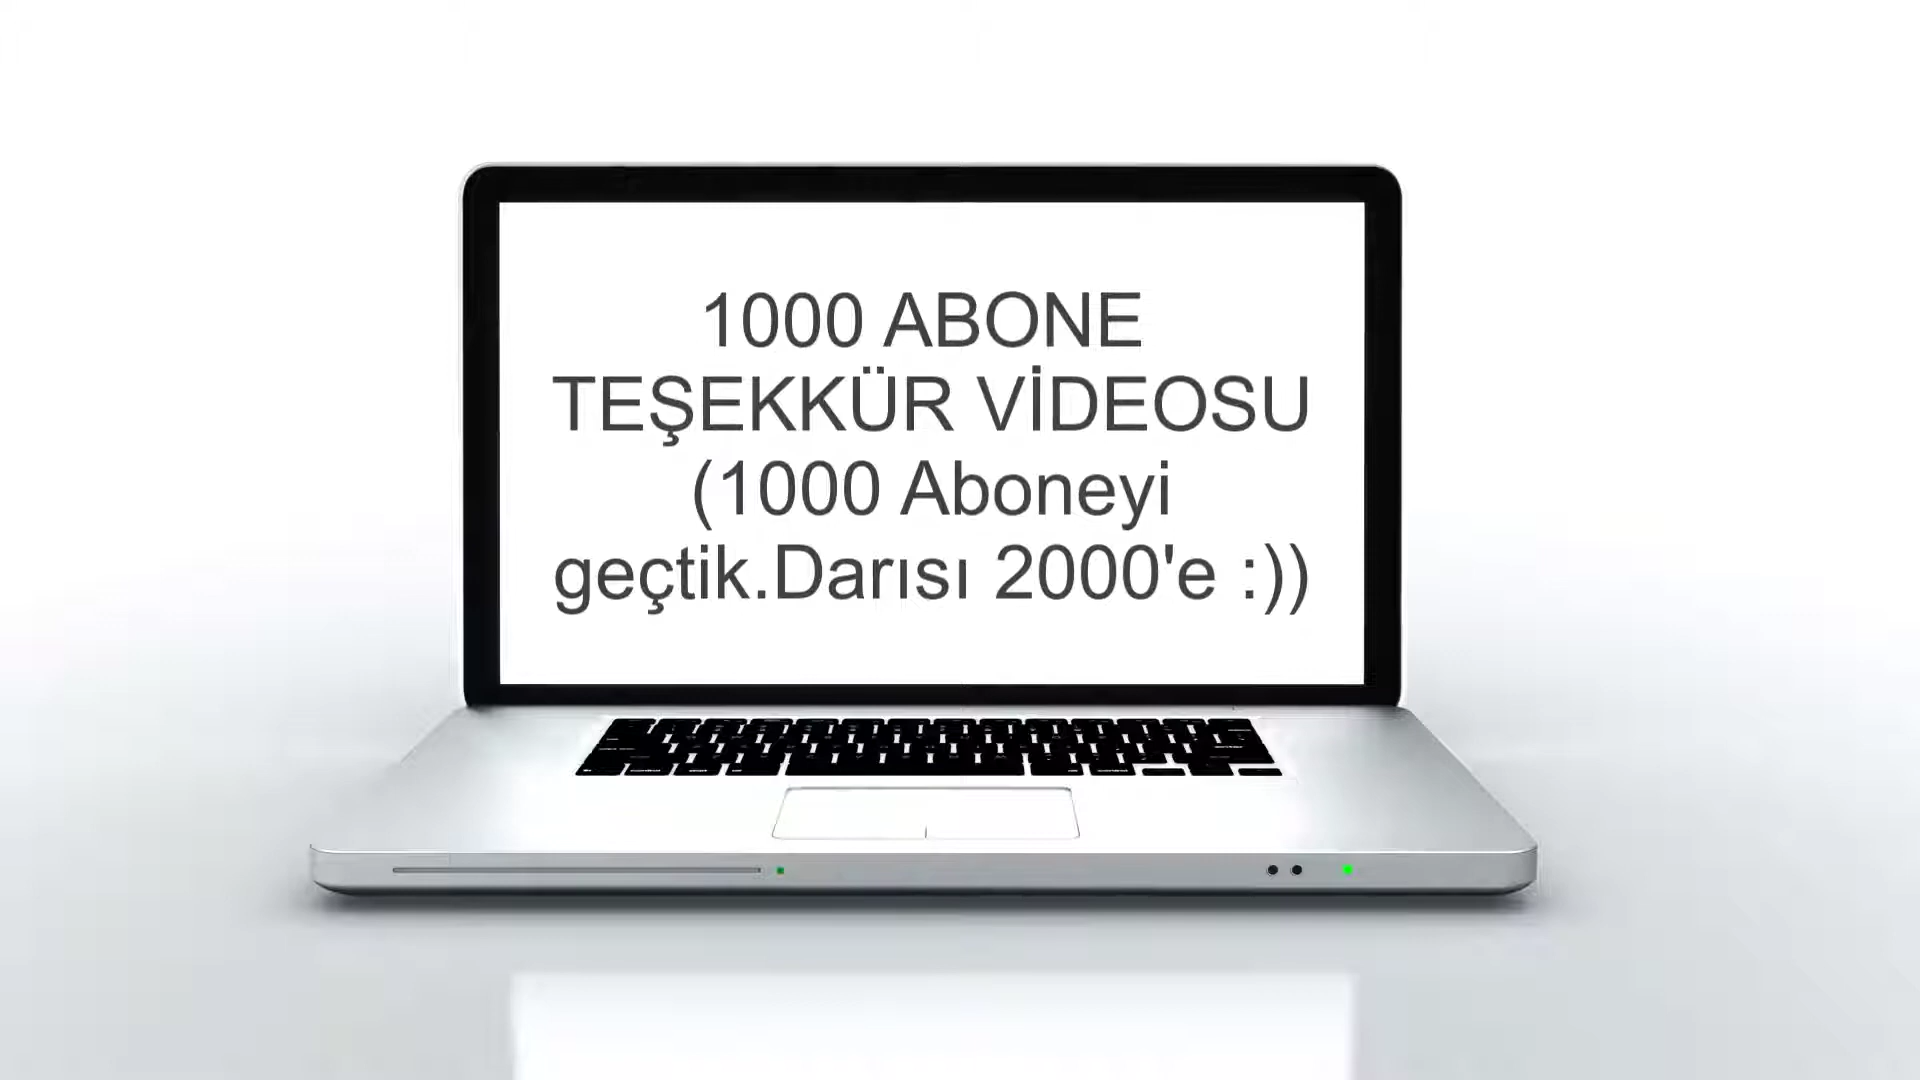 1000 ABONE
TEŞEKKÜR VİDEOSU
(1000 Aboneyi
geçtik.Darısı 2000'e :))